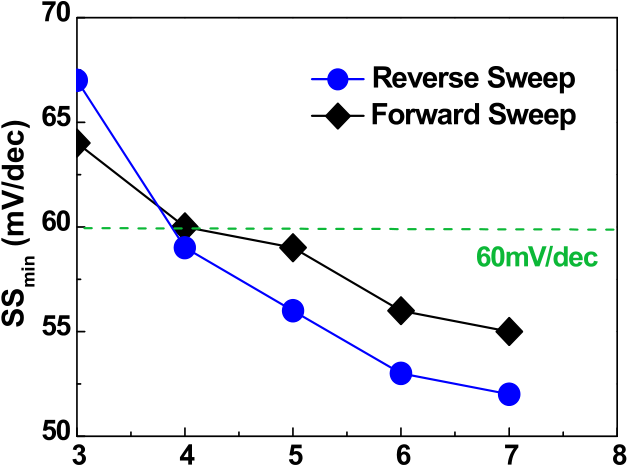 70
Reverse Sweep
Forward Sweep
65
60
60mV/dec
55
50
SSmin (mV/dec)
3 4 5 6 7 8